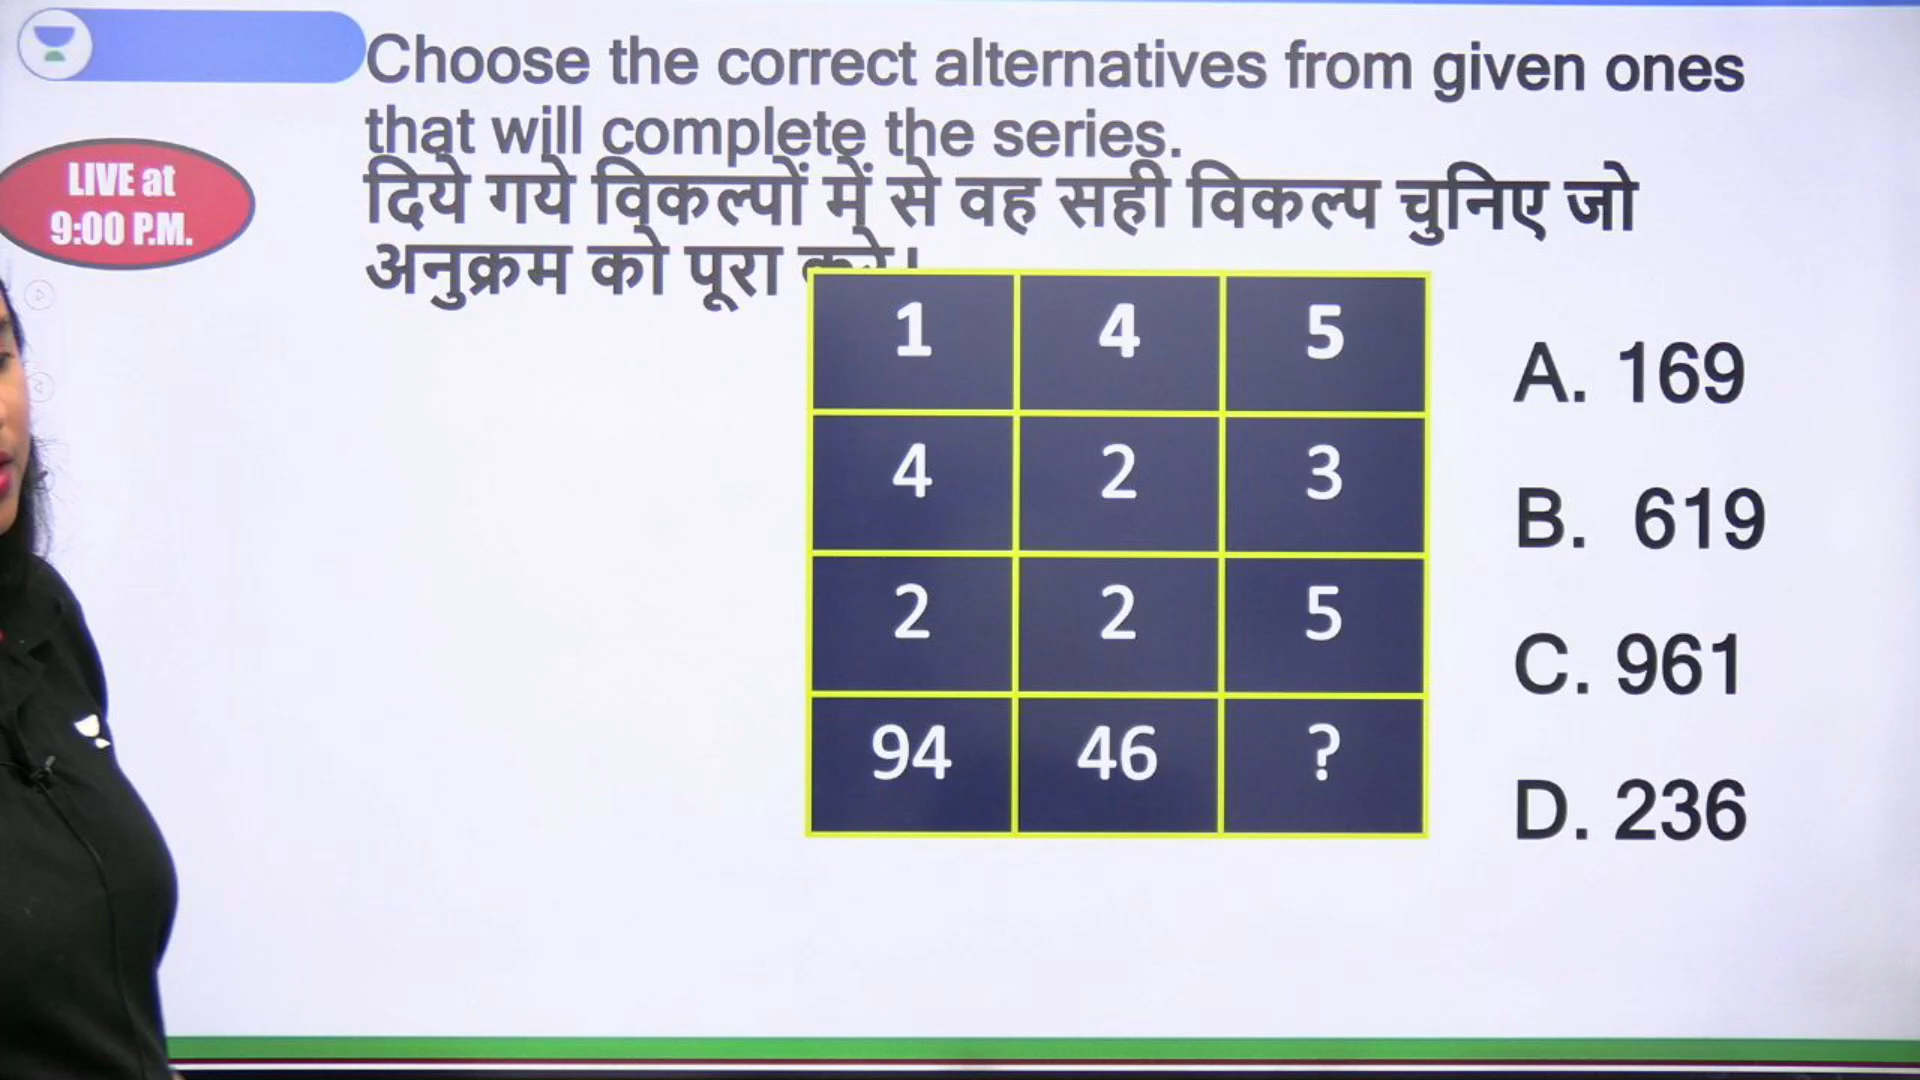 Choose the correct alternatives from given ones
that will complete the series.
LIVE at
9:00 P.M.
दिये गये विकल्पों में से वह सही विकल्प चुनिए जो
अनुक्रम को पूरा करे।
1 4 5
4 2 3
2 2 5
94 46 ?
A. 169
B. 619
C. 961
D. 236